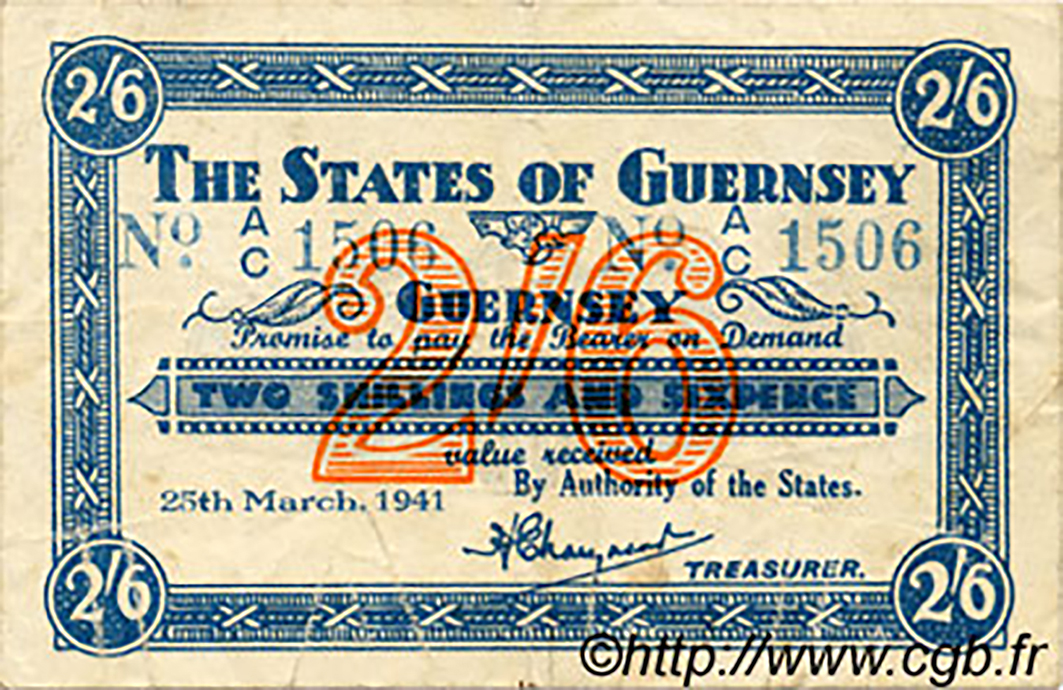 2/6 2/6
THE STATES OF GUERNSEY
No. A/C 1506 No. A/C 1506
2/6
GUERNSEY
Promise to pay the Bearer on Demand
TWO SHILLINGS AND SIXPENCE
value received
By Authority of the States.
25th March, 1941
TREASURER.
2/6 2/6
©http://www.cgb.fr